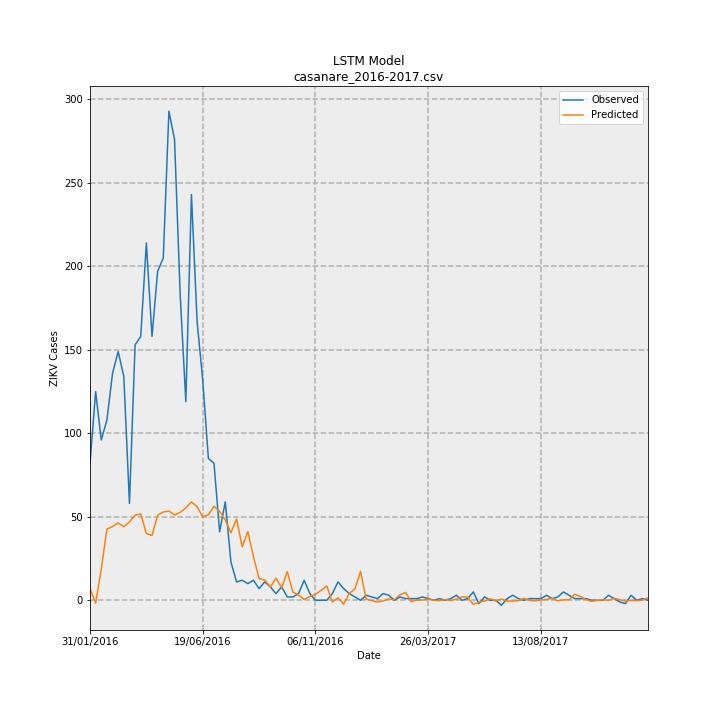 LSTM Model
casanare_2016-2017.csv
Observed
Predicted
300
250
200
150
100
50
0
ZIKV Cases
31/01/2016
19/06/2016
06/11/2016
26/03/2017
13/08/2017
Date